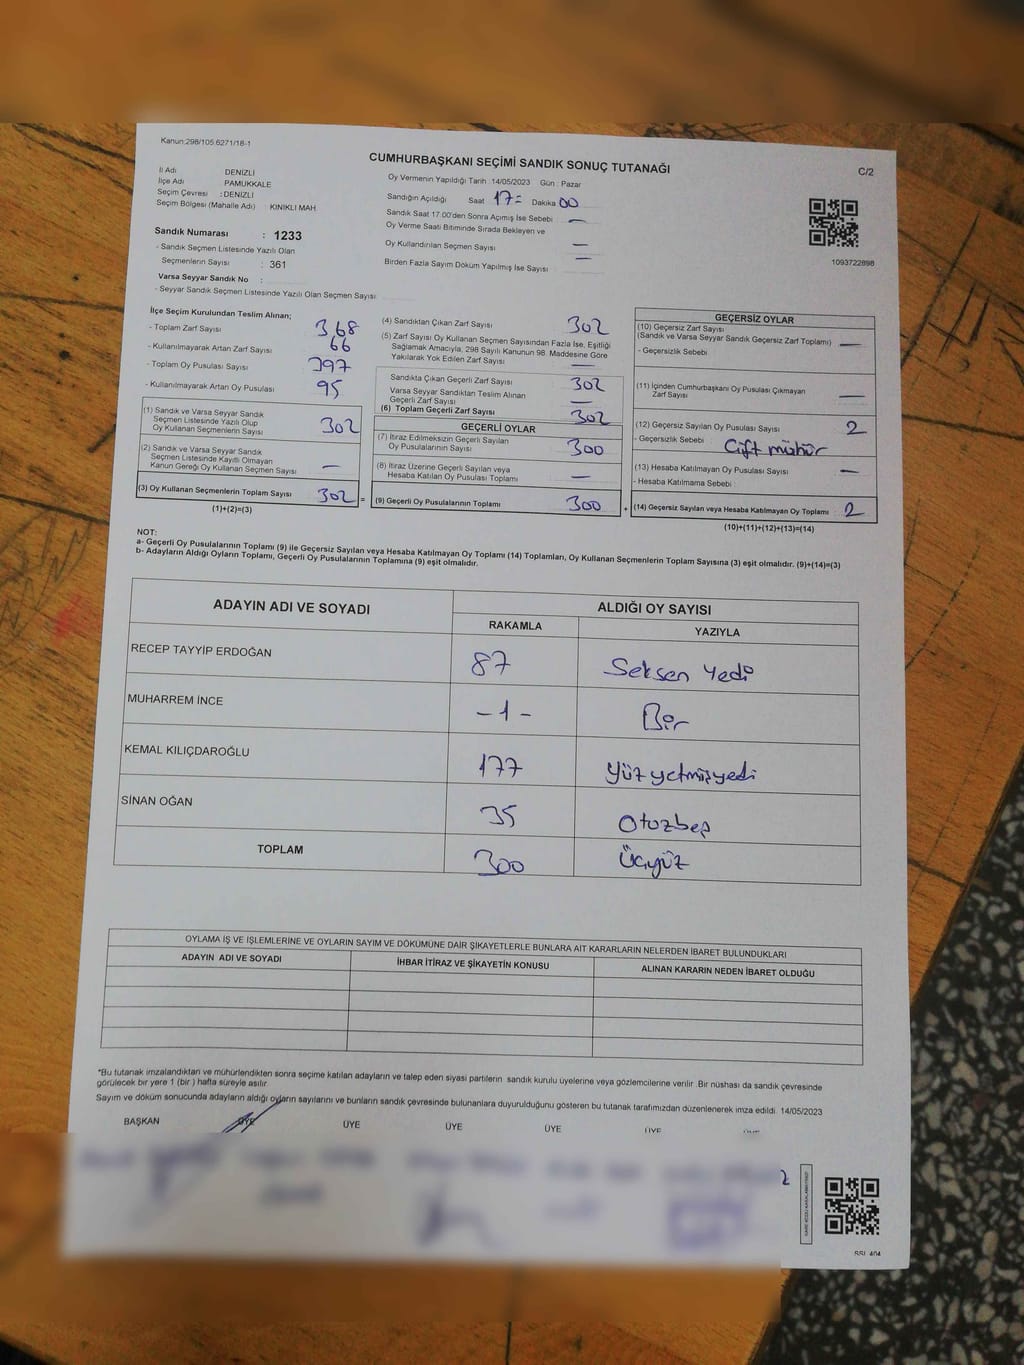 Kanun:298/105.6271/18-1
CUMHURBAŞKANI SEÇİMİ SANDIK SONUÇ TUTANAĞI
C/2
İl Adı DENİZLİ
İlçe Adı PAMUKKALE
Seçim Çevresi : DENİZLİ
Seçim Bölgesi (Mahalle Adı) : KINIKLI MAH.
Sandık Numarası : 1233
- Sandık Seçmen Listesinde Yazılı Olan
Seçmenlerin Sayısı : 361
Varsa Seyyar Sandık No :
- Seyyar Sandık Seçmen Listesinde Yazılı Olan Seçmen Sayısı
Oy Vermenin Yapıldığı Tarih : 14/05/2023 Gün : Pazar
Sandığın Açıldığı Saat 17: Dakika 00
Sandık Saat 17.00'den Sonra Açımış İse Sebebi —
Oy Verme Saati Bitiminde Sırada Bekleyen ve
Oy Kullandırılan Seçmen Sayısı —
Birden Fazla Sayım Döküm Yapılmış İse Sayısı —
1093722898
İlçe Seçim Kurulundan Teslim Alınan;
- Toplam Zarf Sayısı 368
- Kullanılmayarak Artan Zarf Sayısı 66
- Toplam Oy Pusulası Sayısı 397
- Kullanılmayarak Artan Oy Pusulası 95
(1) Sandık ve Varsa Seyyar Sandık
Seçmen Listesinde Yazılı Olup
Oy Kullanan Seçmenlerin Sayısı 302
(2) Sandık ve Varsa Seyyar Sandık
Seçmen Listesinde Kayıtlı Olmayan
Kanun Gereği Oy Kullanan Seçmen Sayısı —
(3) Oy Kullanan Seçmenlerin Toplam Sayısı 302 =
(1)+(2)=(3)
(4) Sandıktan Çıkan Zarf Sayısı 302
(5) Zarf Sayısı Oy Kullanan Seçmen Sayısından Fazla İse, Eşitliği
Sağlamak Amacıyla, 298 Sayılı Kanunun 98. Maddesine Göre
Yakılarak Yok Edilen Zarf Sayısı —
Sandıkta Çıkan Geçerli Zarf Sayısı 302
Varsa Seyyar Sandıktan Teslim Alınan
Geçerli Zarf Sayısı —
(6) Toplam Geçerli Zarf Sayısı 302
GEÇERLİ OYLAR
(7) İtiraz Edilmeksizin Geçerli Sayılan
Oy Pusulalarının Sayısı 300
(8) İtiraz Üzerine Geçerli Sayılan veya
Hesaba Katılan Oy Pusulası Toplamı —
(9) Geçerli Oy Pusulalarının Toplamı 300 +
GEÇERSİZ OYLAR
(10) Geçersiz Zarf Sayısı
(Sandık ve Varsa Seyyar Sandık Geçersiz Zarf Toplamı) —
- Geçersizlik Sebebi
(11) İçinden Cumhurbaşkanı Oy Pusulası Çıkmayan
Zarf Sayısı —
(12) Geçersiz Sayılan Oy Pusulası Sayısı 2
- Geçersizlik Sebebi Çift mühür
(13) Hesaba Katılmayan Oy Pusulası Sayısı —
- Hesaba Katılmama Sebebi :
(14) Geçersiz Sayılan veya Hesaba Katılmayan Oy Toplamı 2
(10)+(11)+(12)+(13)=(14)
NOT:
a- Geçerli Oy Pusulalarının Toplamı (9) ile Geçersiz Sayılan veya Hesaba Katılmayan Oy Toplamı (14) Toplamları, Oy Kullanan Seçmenlerin Toplam Sayısına (3) eşit olmalıdır. (9)+(14)=(3)
b- Adayların Aldığı Oyların Toplamı, Geçerli Oy Pusulalarının Toplamına (9) eşit olmalıdır.
ADAYIN ADI VE SOYADI ALDIĞI OY SAYISI
RAKAMLA YAZIYLA
RECEP TAYYİP ERDOĞAN 87 Seksen Yedi
MUHARREM İNCE -1- Bir
KEMAL KILIÇDAROĞLU 177 Yüzyetmişyedi
SİNAN OĞAN 35 Otuzbeş
TOPLAM 300 Üçyüz
OYLAMA İŞ VE İŞLEMLERİNE VE OYLARIN SAYIM VE DÖKÜMÜNE DAİR ŞİKAYETLERLE BUNLARA AİT KARARLARIN NELERDEN İBARET BULUNDUKLARI
ADAYIN ADI VE SOYADI İHBAR İTİRAZ VE ŞİKAYETİN KONUSU ALINAN KARARIN NEDEN İBARET OLDUĞU
*Bu tutanak imzalandıktan ve mühürlendikten sonra seçime katılan adayların ve talep eden siyasi partilerin sandık kurulu üyelerine veya gözlemcilerine verilir. Bir nüshası da sandık çevresinde
görülecek bir yere 1 (bir) hafta süreyle asılır.
Sayım ve döküm sonucunda adayların aldığı oyların sayılarını ve bunların sandık çevresinde bulunanlara duyurulduğunu gösteren bu tutanak tarafımızdan düzenlenerek imza edildi. 14/05/2023
BAŞKAN ÜYE ÜYE ÜYE ÜYE ÜYE
SSİ 404